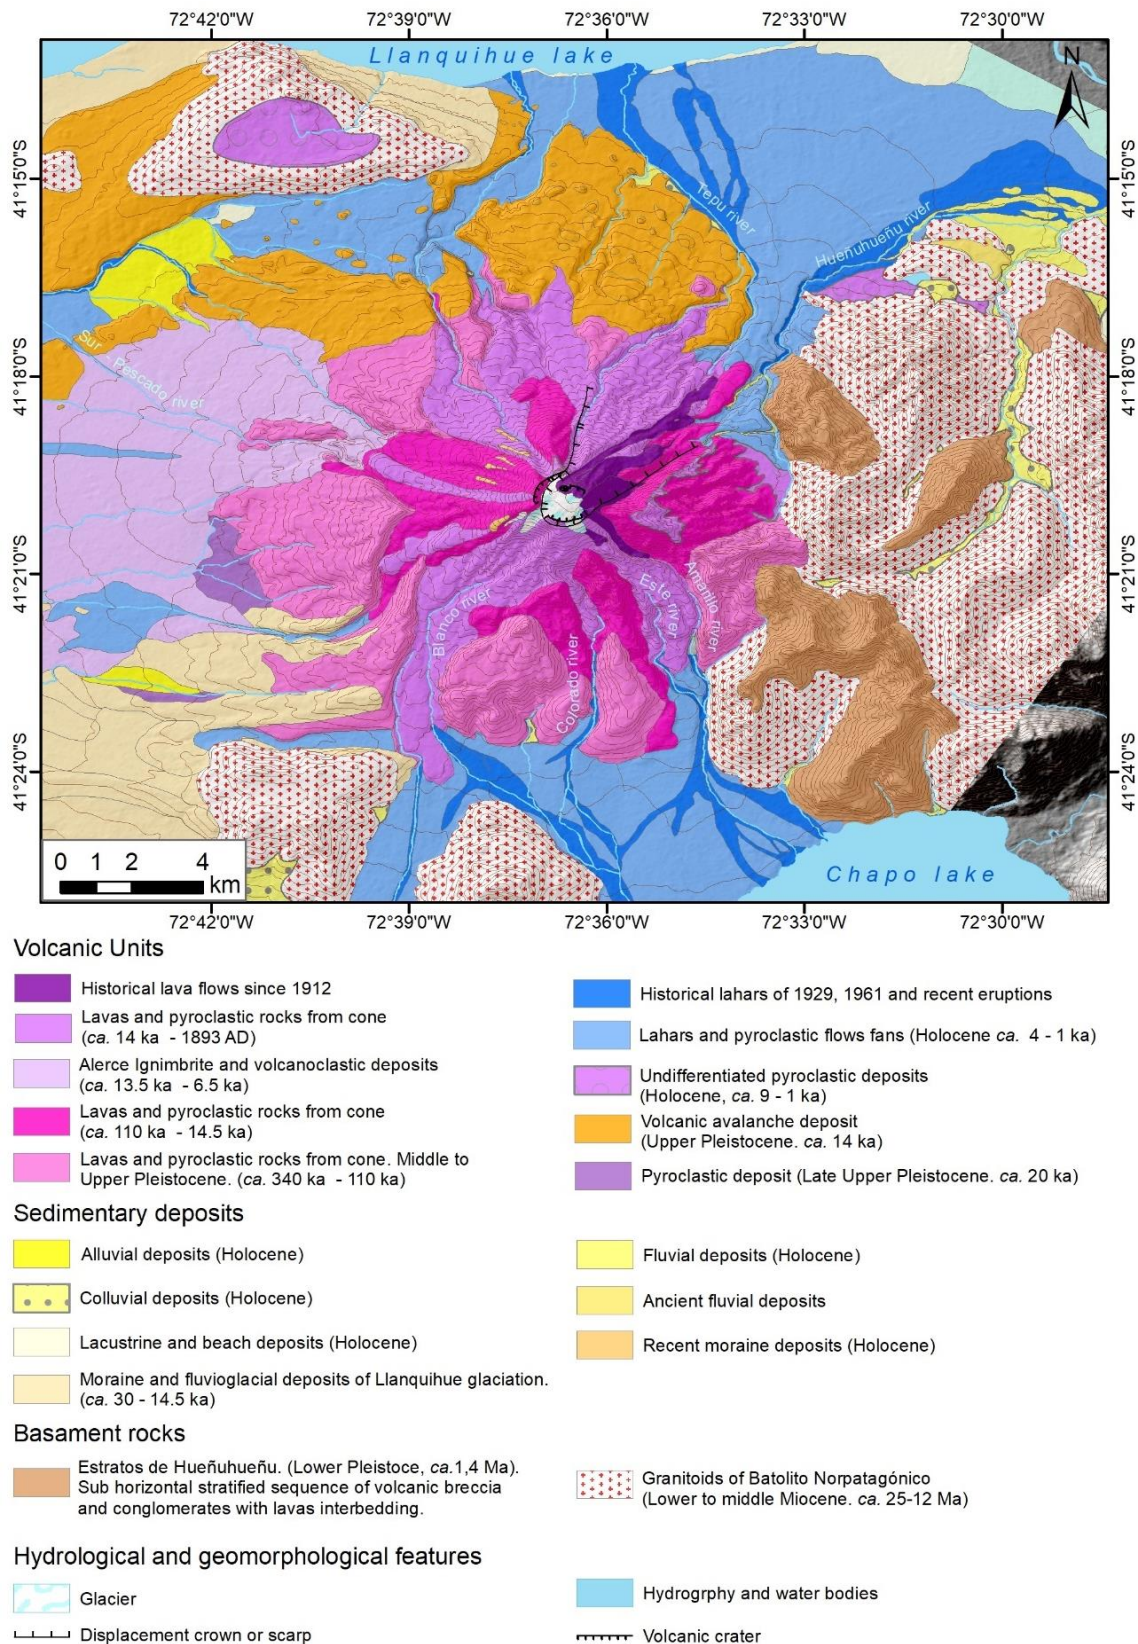 72°42'0"W 72°39'0"W 72°36'0"W 72°33'0"W 72°30'0"W
Llanquihue lake
N
41°15'0"S
41°15'0"S
Tepu river
Hueñuhueñu river
Sur - Pescado river
41°18'0"S
41°18'0"S
41°21'0"S
41°21'0"S
Blanco river
Colorado river
Este river
Amarillo river
41°24'0"S
41°24'0"S
0 1 2 4
km
Chapo lake
72°42'0"W 72°39'0"W 72°36'0"W 72°33'0"W 72°30'0"W
Volcanic Units
Historical lava flows since 1912
Lavas and pyroclastic rocks from cone
(ca. 14 ka - 1893 AD)
Alerce Ignimbrite and volcanoclastic deposits
(ca. 13.5 ka - 6.5 ka)
Lavas and pyroclastic rocks from cone
(ca. 110 ka - 14.5 ka)
Lavas and pyroclastic rocks from cone. Middle to
Upper Pleistocene. (ca. 340 ka - 110 ka)
Historical lahars of 1929, 1961 and recent eruptions
Lahars and pyroclastic flows fans (Holocene ca. 4 - 1 ka)
Undifferentiated pyroclastic deposits
(Holocene, ca. 9 - 1 ka)
Volcanic avalanche deposit
(Upper Pleistocene. ca. 14 ka)
Pyroclastic deposit (Late Upper Pleistocene. ca. 20 ka)
Sedimentary deposits
Alluvial deposits (Holocene)
Colluvial deposits (Holocene)
Lacustrine and beach deposits (Holocene)
Moraine and fluvioglacial deposits of Llanquihue glaciation.
(ca. 30 - 14.5 ka)
Fluvial deposits (Holocene)
Ancient fluvial deposits
Recent moraine deposits (Holocene)
Basament rocks
Estratos de Hueñuhueñu. (Lower Pleistoce, ca.1,4 Ma).
Sub horizontal stratified sequence of volcanic breccia
and conglomerates with lavas interbedding.
Granitoids of Batolito Norpatagónico
(Lower to middle Miocene. ca. 25-12 Ma)
Hydrological and geomorphological features
Glacier
Displacement crown or scarp
Hydrogrphy and water bodies
Volcanic crater